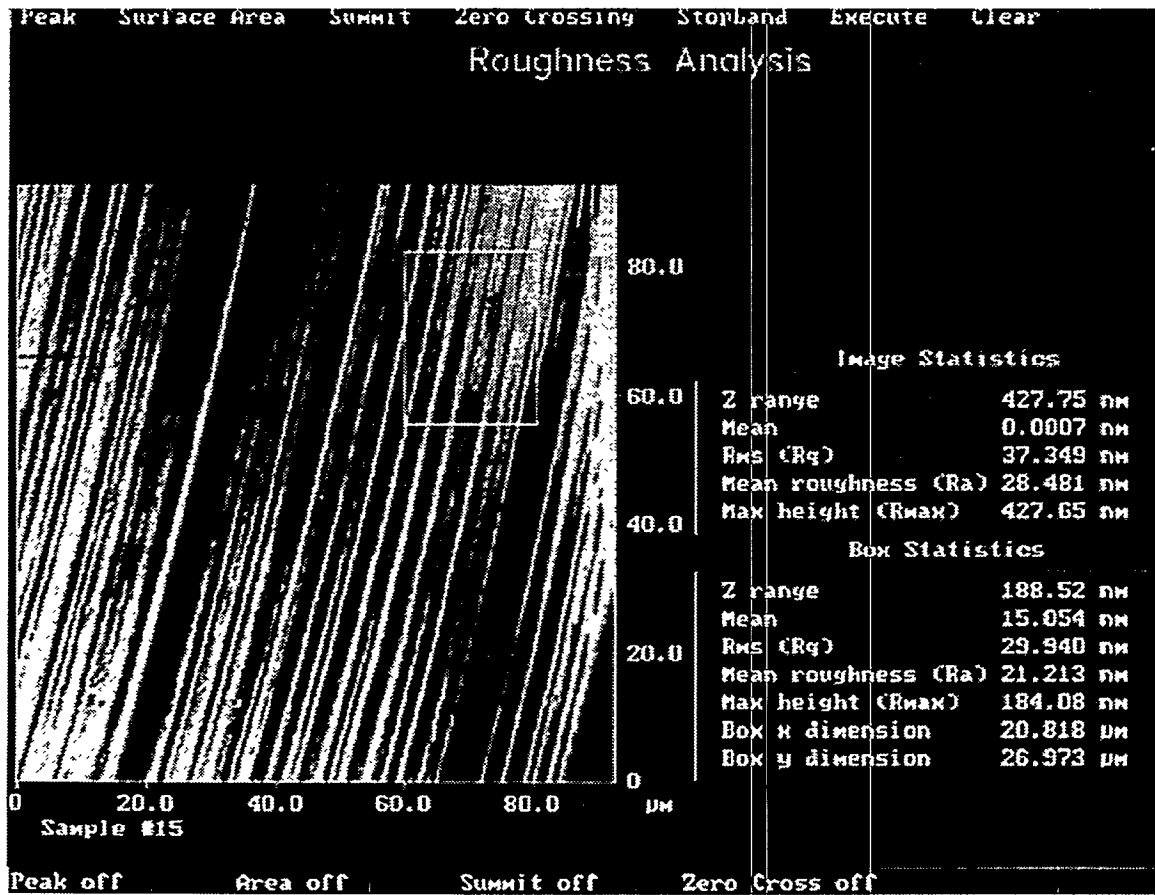 Peak Surface Area Summit Zero Crossing StopBand Execute Clear
Roughness Analysis
80.0
60.0
40.0
20.0
0
0 20.0 40.0 60.0 80.0 µm
Sample #15
Image Statistics
Z range 427.75 nm
Mean 0.0007 nm
Rms (Rq) 37.349 nm
Mean roughness (Ra) 28.481 nm
Max height (Rmax) 427.65 nm
Box Statistics
Z range 188.52 nm
Mean 15.054 nm
Rms (Rq) 29.940 nm
Mean roughness (Ra) 21.213 nm
Max height (Rmax) 184.08 nm
Box x dimension 20.818 µm
Box y dimension 26.973 µm
Peak off Area off Summit off Zero Cross off